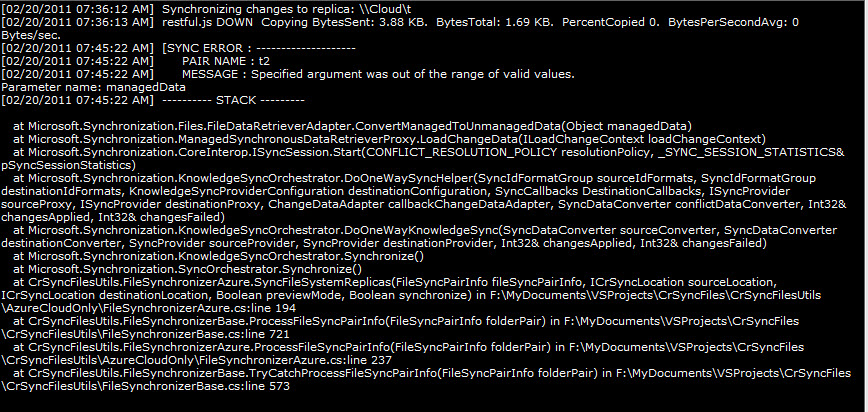 [02/20/2011 07:36:12 AM]  Synchronizing changes to replica: \\Cloud\t
[02/20/2011 07:36:13 AM]  restful.js DOWN  Copying BytesSent: 3.88 KB.  BytesTotal: 1.69 KB.  PercentCopied 0.  BytesPerSecondAvg: 0
Bytes/sec.
[02/20/2011 07:45:22 AM]  [SYNC ERROR : --------------------
[02/20/2011 07:45:22 AM]      PAIR NAME : t2
[02/20/2011 07:45:22 AM]      MESSAGE : Specified argument was out of the range of valid values.
Parameter name: managedData
[02/20/2011 07:45:22 AM]  ---------- STACK ---------
at Microsoft.Synchronization.Files.FileDataRetrieverAdapter.ConvertManagedToUnmanagedData(Object managedData)
at Microsoft.Synchronization.ManagedSynchronousDataRetrieverProxy.LoadChangeData(ILoadChangeContext loadChangeContext)
at Microsoft.Synchronization.CoreInterop.ISyncSession.Start(CONFLICT_RESOLUTION_POLICY resolutionPolicy, _SYNC_SESSION_STATISTICS&
pSyncSessionStatistics)
at Microsoft.Synchronization.KnowledgeSyncOrchestrator.DoOneWaySyncHelper(SyncIdFormatGroup sourceIdFormats, SyncIdFormatGroup
destinationIdFormats, KnowledgeSyncProviderConfiguration destinationConfiguration, SyncCallbacks DestinationCallbacks, ISyncProvider
sourceProxy, ISyncProvider destinationProxy, ChangeDataAdapter callbackChangeDataAdapter, SyncDataConverter conflictDataConverter, Int32&
changesApplied, Int32& changesFailed)
at Microsoft.Synchronization.KnowledgeSyncOrchestrator.DoOneWayKnowledgeSync(SyncDataConverter sourceConverter, SyncDataConverter
destinationConverter, SyncProvider sourceProvider, SyncProvider destinationProvider, Int32& changesApplied, Int32& changesFailed)
at Microsoft.Synchronization.KnowledgeSyncOrchestrator.Synchronize()
at Microsoft.Synchronization.SyncOrchestrator.Synchronize()
at CrSyncFilesUtils.FileSynchronizerAzure.SyncFileSystemReplicas(FilePairInfo filePairInfo, ICrSyncLocation sourceLocation,
ICrSyncLocation destinationLocation, Boolean previewMode, Boolean synchronize) in F:\MyDocuments\VSProjects\CrSyncFiles\CrSyncFilesUtils
\AzureCloudOnly\FileSynchronizerAzure.cs:line 194
at CrSyncFilesUtils.FileSynchronizerBase.ProcessFileSyncPairInfo(FileSyncPairInfo folderPair) in F:\MyDocuments\VSProjects\CrSyncFiles
\CrSyncFilesUtils\FileSynchronizerBase.cs:line 721
at CrSyncFilesUtils.FileSynchronizerAzure.ProcessFileSyncPairInfo(FileSyncPairInfo folderPair) in F:\MyDocuments\VSProjects\CrSyncFiles
\CrSyncFilesUtils\AzureCloudOnly\FileSynchronizerAzure.cs:line 237
at CrSyncFilesUtils.FileSynchronizerBase.TryCatchProcessFileSyncPairInfo(FileSyncPairInfo folderPair) in F:\MyDocuments\VSProjects\CrSyncFiles
\CrSyncFilesUtils\FileSynchronizerBase.cs:line 573